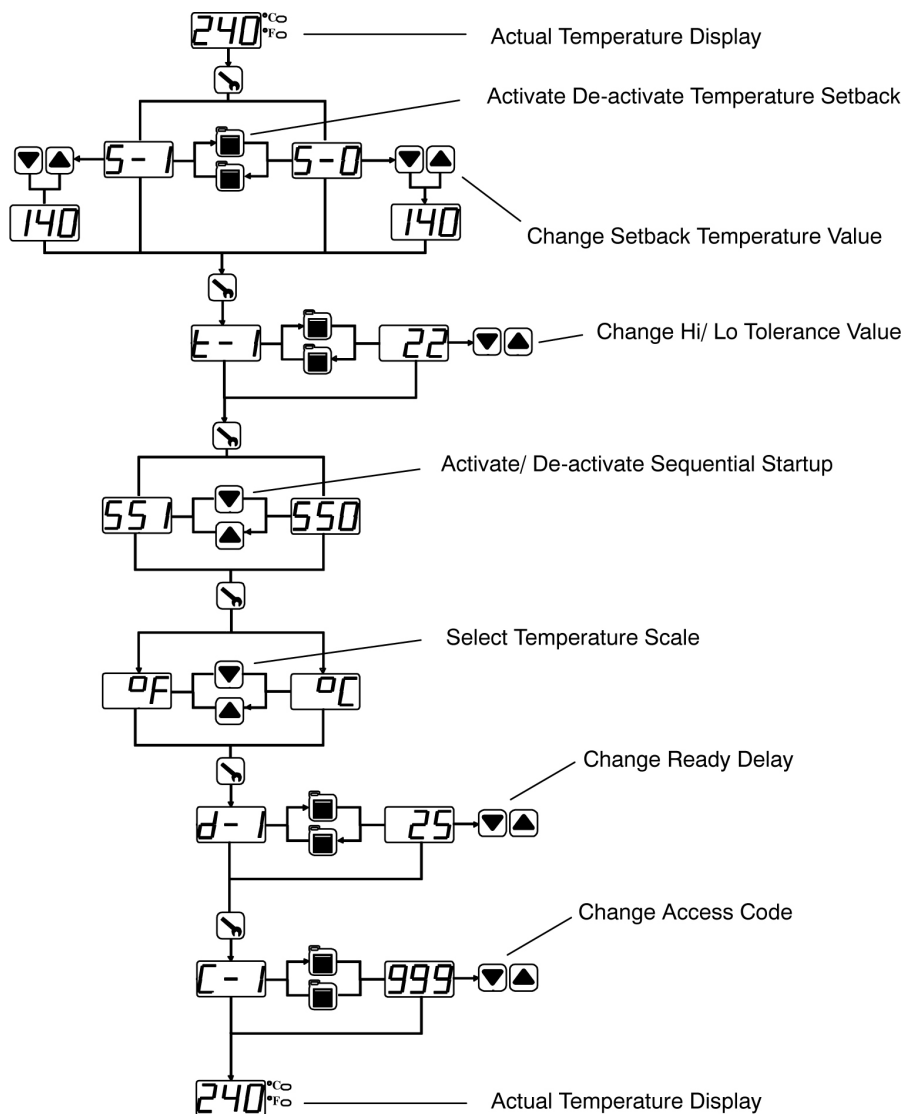 240 °C
°F
Actual Temperature Display
Activate De-activate Temperature Setback
S-1
S-0
140
140
Change Setback Temperature Value
t-1
22
Change Hi/ Lo Tolerance Value
Activate/ De-activate Sequential Startup
SS1
SS0
Select Temperature Scale
°F
°C
Change Ready Delay
d-1
25
Change Access Code
C-1
999
240 °C
°F
Actual Temperature Display